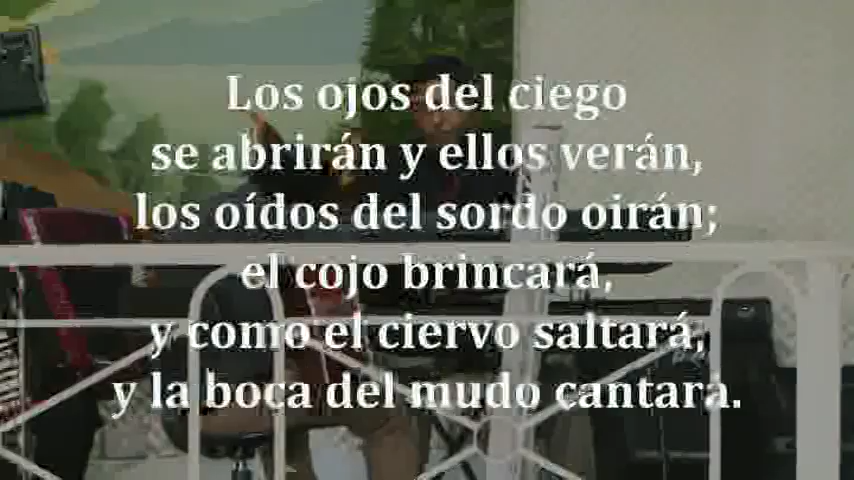 Los ojos del ciego
se abrirán y ellos verán,
los oídos del sordo oirán;
el cojo brincará,
y como el ciervo saltará;
y la boca del mudo cantara.